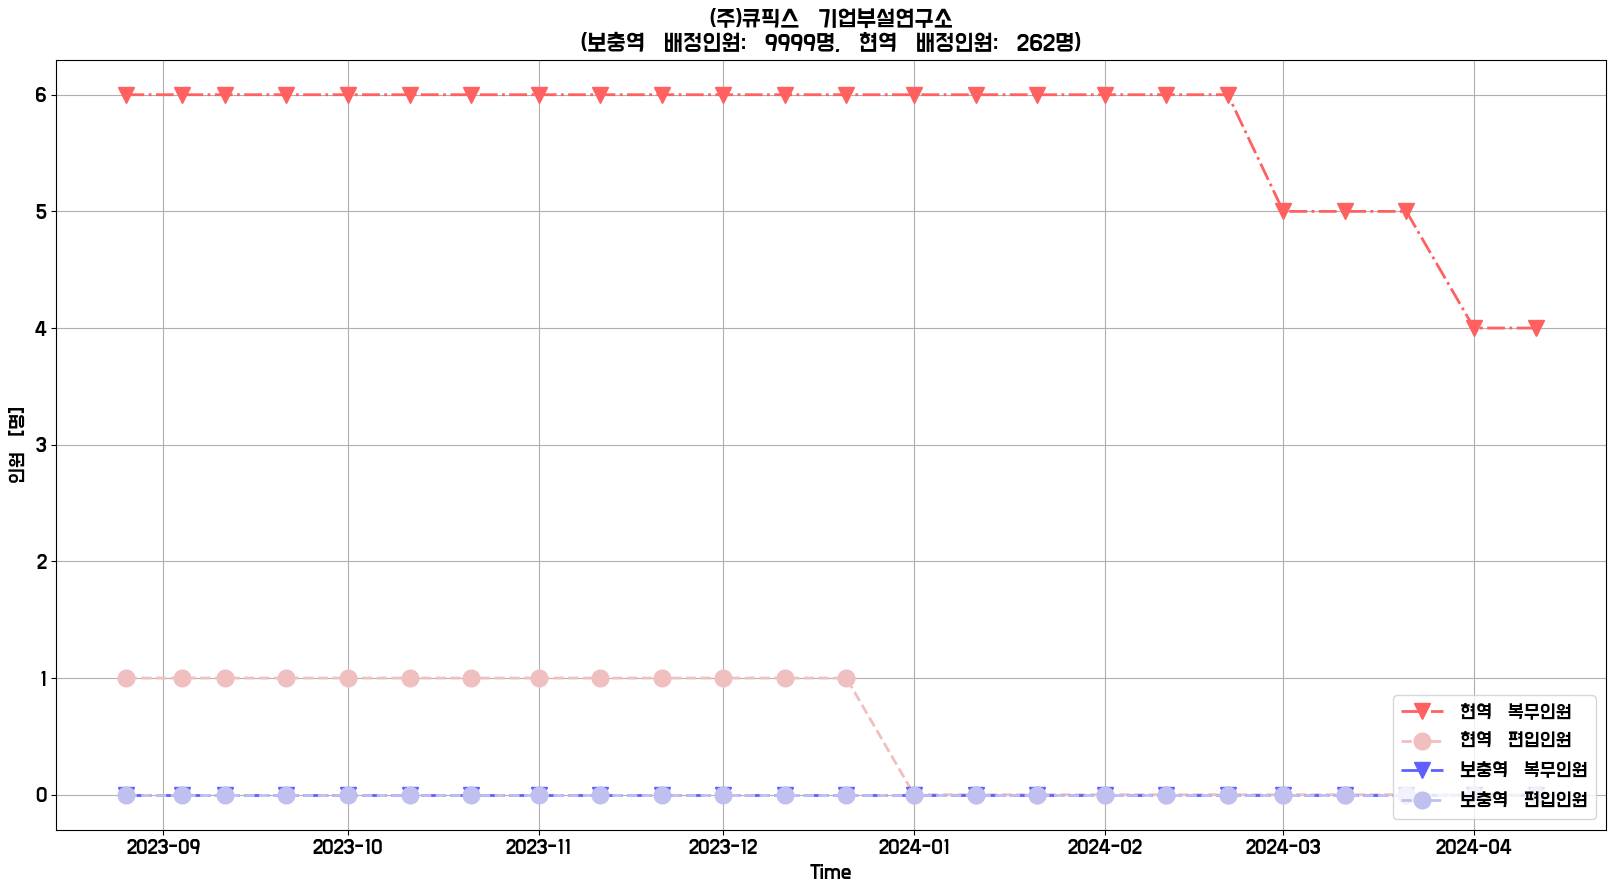 (주)큐픽스 기업부설연구소
(보충역 배정인원: 9999명, 현역 배정인원: 262명)
6
5
4
3
2
1
0
인원 [명]
현역 복무인원
현역 편입인원
보충역 복무인원
보충역 편입인원
2023-09 2023-10 2023-11 2023-12 2024-01 2024-02 2024-03 2024-04
Time